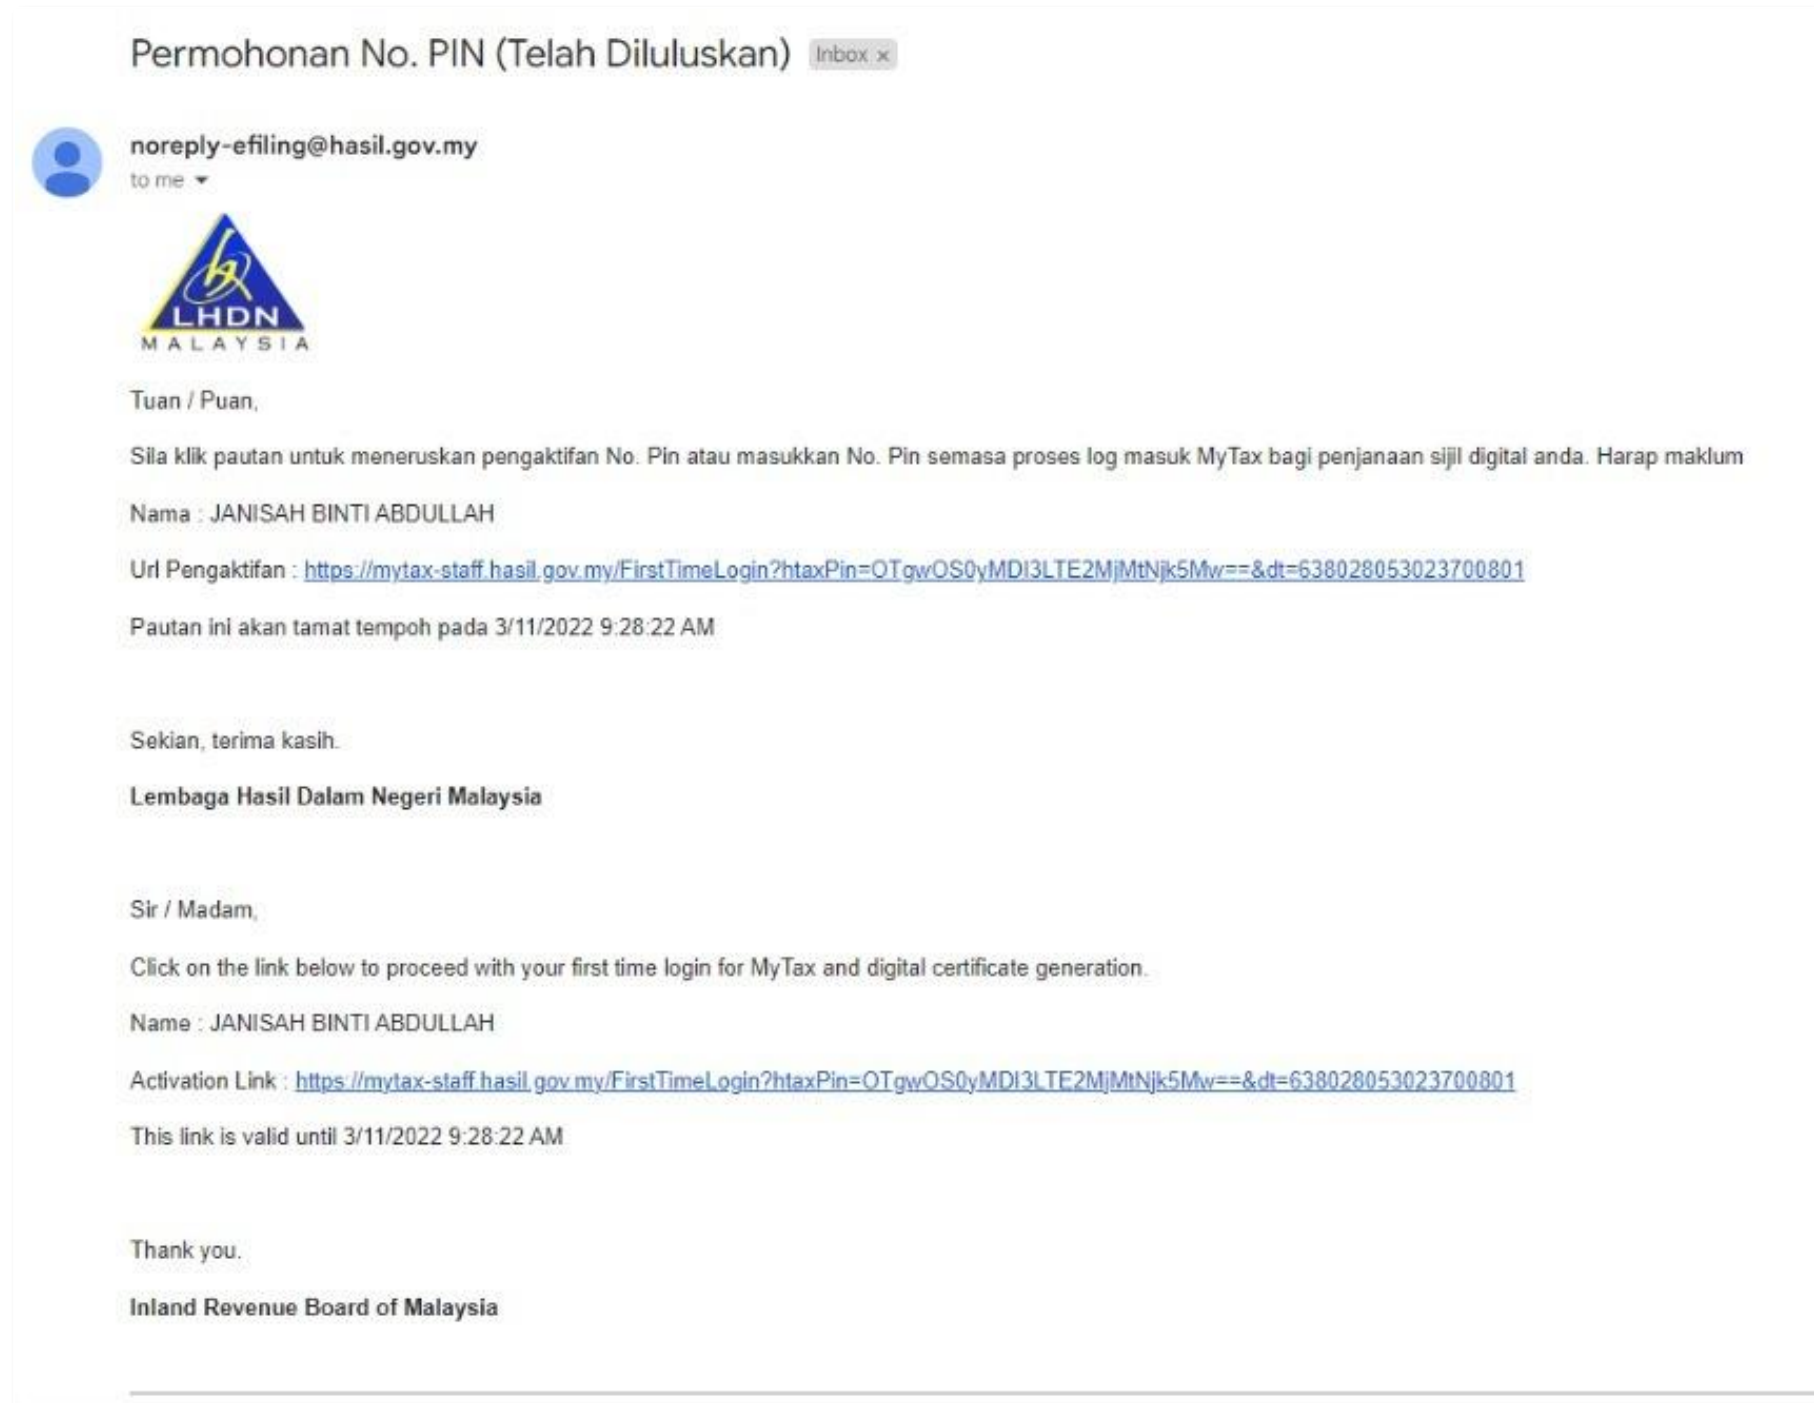 Permohonan No. PIN (Telah Diluluskan) Inbox x
noreply-efiling@hasil.gov.my
to me
LHDN
MALAYSIA
Tuan / Puan,
Sila klik pautan untuk meneruskan pengaktifan No. Pin atau masukkan No. Pin semasa proses log masuk MyTax bagi penjanaan sijil digital anda. Harap maklum
Nama : JANISAH BINTI ABDULLAH
Url Pengaktifan : https://mytax-staff.hasil.gov.my/FirstTimeLogin?htaxPin=OTgwOS0yMDI3LTE2MjMtNjk5Mw==&dt=638028053023700801
Pautan ini akan tamat tempoh pada 3/11/2022 9:28:22 AM
Sekian, terima kasih.
Lembaga Hasil Dalam Negeri Malaysia
Sir / Madam,
Click on the link below to proceed with your first time login for MyTax and digital certificate generation.
Name : JANISAH BINTI ABDULLAH
Activation Link : https://mytax-staff.hasil.gov.my/FirstTimeLogin?htaxPin=OTgwOS0yMDI3LTE2MjMtNjk5Mw==&dt=638028053023700801
This link is valid until 3/11/2022 9:28:22 AM
Thank you.
Inland Revenue Board of Malaysia